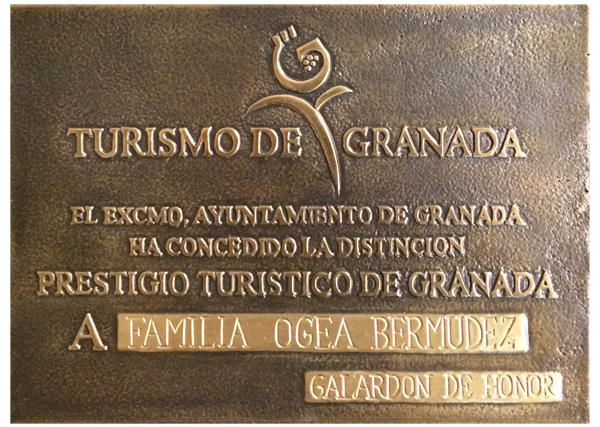 TURISMO DE GRANADA
EL EXCMO, AYUNTAMIENTO DE GRANADA
HA CONCEDIDO LA DISTINCION
PRESTIGIO TURISTICO DE GRANADA
A FAMILIA OGEA BERMUDEZ
GALARDON DE HONOR